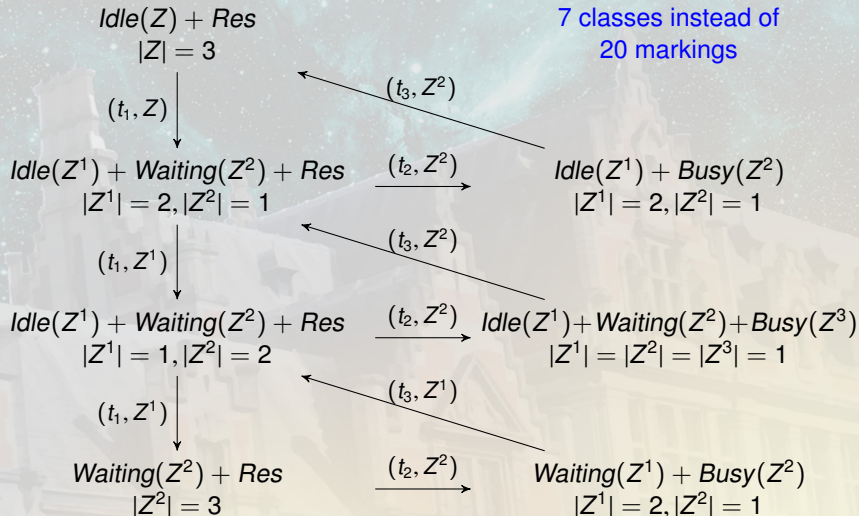 Idle(Z) + Res
|Z| = 3
7 classes instead of
20 markings
(t₃, Z²)
(t₁, Z)
Idle(Z¹) + Waiting(Z²) + Res
|Z¹| = 2, |Z²| = 1
(t₂, Z²)
Idle(Z¹) + Busy(Z²)
|Z¹| = 2, |Z²| = 1
(t₃, Z²)
(t₁, Z¹)
Idle(Z¹) + Waiting(Z²) + Res
|Z¹| = 1, |Z²| = 2
(t₂, Z²)
Idle(Z¹)+Waiting(Z²)+Busy(Z³)
|Z¹| = |Z²| = |Z³| = 1
(t₃, Z¹)
(t₁, Z¹)
Waiting(Z²) + Res
|Z²| = 3
(t₂, Z²)
Waiting(Z¹) + Busy(Z²)
|Z¹| = 2, |Z²| = 1